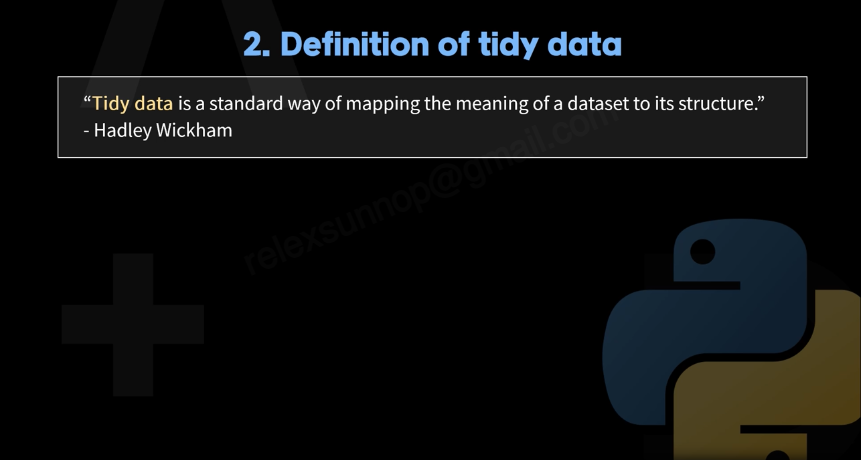 2. Definition of tidy data
“Tidy data is a standard way of mapping the meaning of a dataset to its structure.”
- Hadley Wickham
relexsunnop@gmail.com